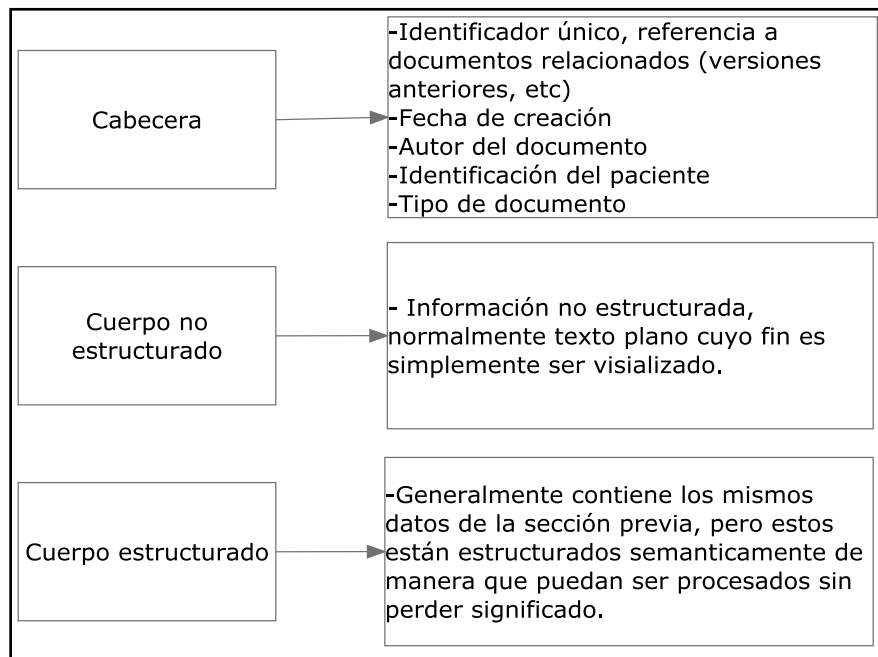 Cabecera
-Identificador único, referencia a
documentos relacionados (versiones
anteriores, etc)
-Fecha de creación
-Autor del documento
-Identificación del paciente
-Tipo de documento
Cuerpo no
estructurado
- Información no estructurada,
normalmente texto plano cuyo fin es
simplemente ser visializado.
Cuerpo estructurado
-Generalmente contiene los mismos
datos de la sección previa, pero estos
están estructurados semanticamente de
manera que puedan ser procesados sin
perder significado.